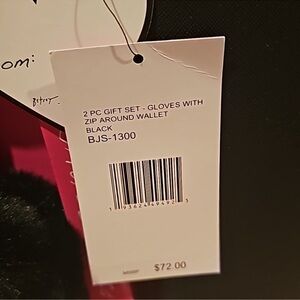 om:
2 PC GIFT SET - GLOVES WITH
ZIP AROUND WALLET
BLACK
BJS-1300
$72.00